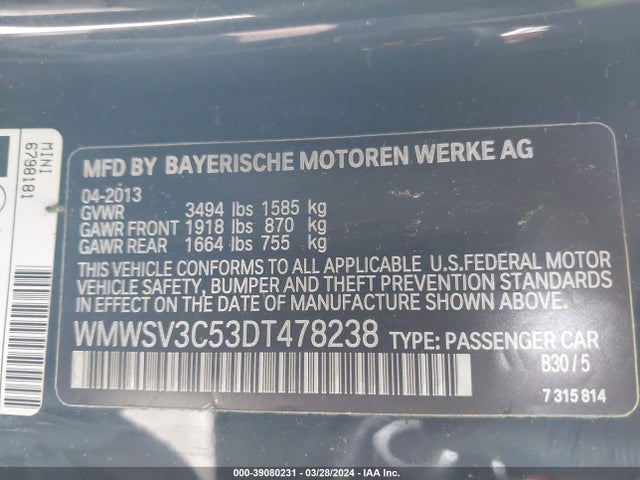 MINI
6798181
MFD BY BAYERISCHE MOTOREN WERKE AG
04-2013
GVWR 3494 lbs 1585 kg
GAWR FRONT 1918 lbs 870 kg
GAWR REAR 1664 lbs 755 kg
THIS VEHICLE CONFORMS TO ALL APPLICABLE U.S.FEDERAL MOTOR
VEHICLE SAFETY, BUMPER AND THEFT PREVENTION STANDARDS
IN EFFECT ON THE DATE OF MANUFACTURE SHOWN ABOVE.
WMWSV3C53DT478238 TYPE: PASSENGER CAR
B30/5
7 315 814
000-39080231 — 03/28/2024 — IAA Inc.